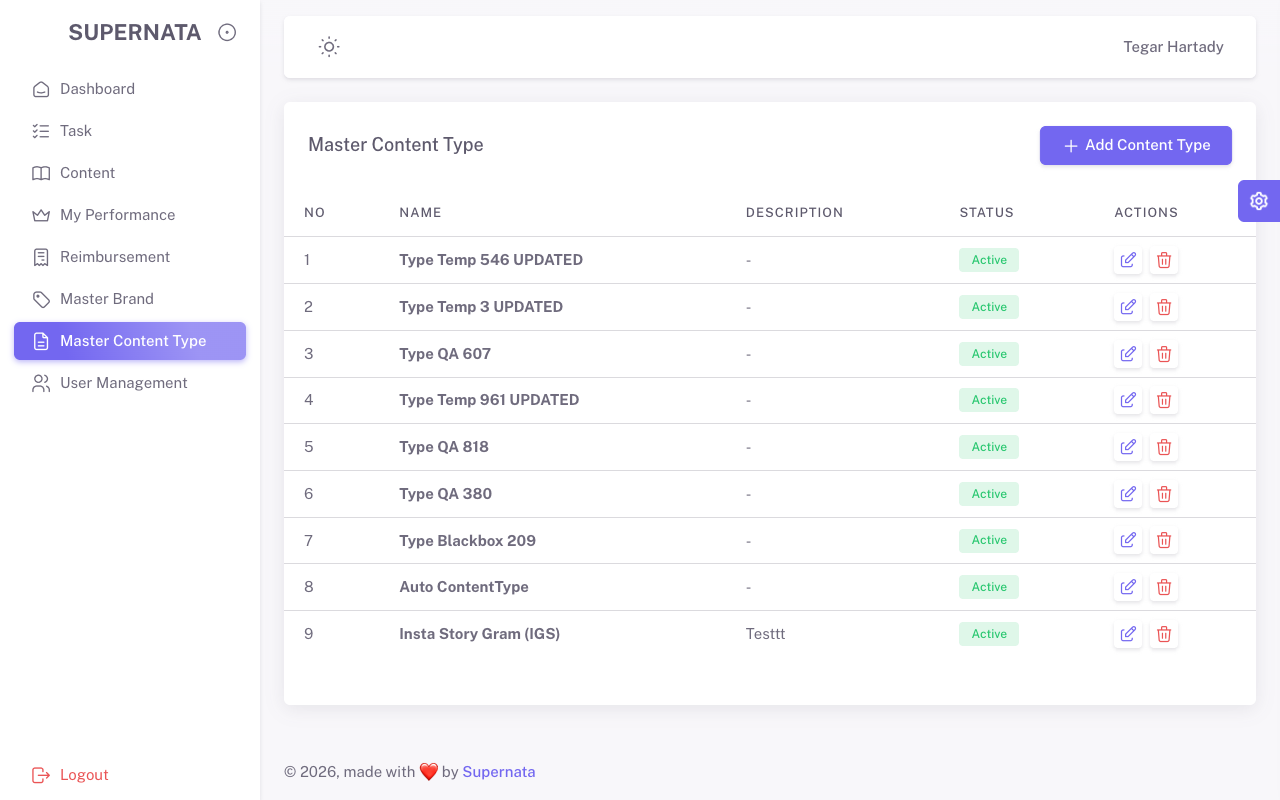 SUPERNATA
Dashboard
Task
Content
My Performance
Reimbursement
Master Brand
Master Content Type
User Management
Logout
Tegar Hartady
Master Content Type
Add Content Type
NO NAME DESCRIPTION STATUS ACTIONS
1 Type Temp 546 UPDATED - Active
2 Type Temp 3 UPDATED - Active
3 Type QA 607 - Active
4 Type Temp 961 UPDATED - Active
5 Type QA 818 - Active
6 Type QA 380 - Active
7 Type Blackbox 209 - Active
8 Auto ContentType - Active
9 Insta Story Gram (IGS) Testtt Active
© 2026, made with ❤️ by Supernata